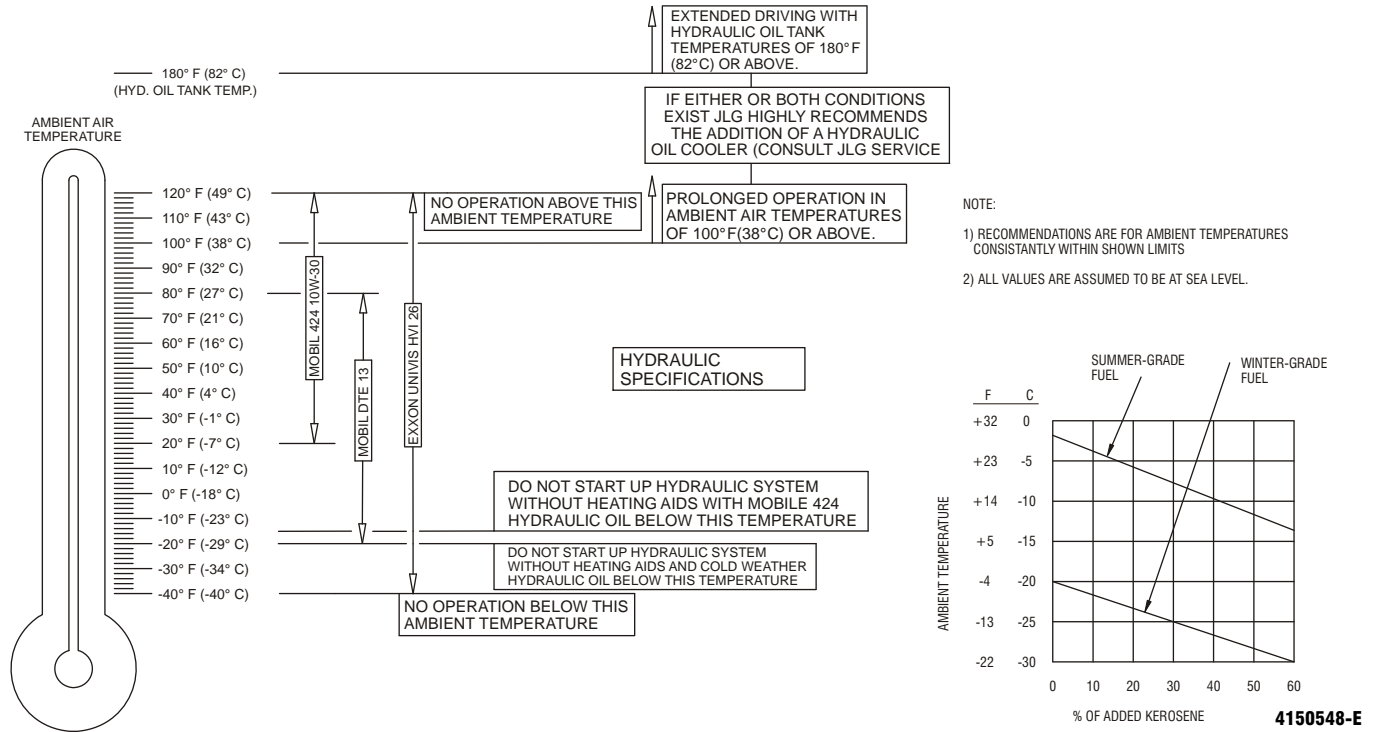 EXTENDED DRIVING WITH
HYDRAULIC OIL TANK
TEMPERATURES OF 180° F
(82°C) OR ABOVE.
180° F (82° C)
(HYD. OIL TANK TEMP.)
IF EITHER OR BOTH CONDITIONS
EXIST JLG HIGHLY RECOMMENDS
THE ADDITION OF A HYDRAULIC
OIL COOLER (CONSULT JLG SERVICE
AMBIENT AIR
TEMPERATURE
120° F (49° C)
110° F (43° C)
100° F (38° C)
90° F (32° C)
80° F (27° C)
70° F (21° C)
60° F (16° C)
50° F (10° C)
40° F (4° C)
30° F (-1° C)
20° F (-7° C)
10° F (-12° C)
0° F (-18° C)
-10° F (-23° C)
-20° F (-29° C)
-30° F (-34° C)
-40° F (-40° C)
MOBIL 424 10W-30
MOBIL DTE 13
EXXON UNIVIS HVI 26
NO OPERATION ABOVE THIS
AMBIENT TEMPERATURE
PROLONGED OPERATION IN
AMBIENT AIR TEMPERATURES
OF 100°F(38°C) OR ABOVE.
HYDRAULIC
SPECIFICATIONS
DO NOT START UP HYDRAULIC SYSTEM
WITHOUT HEATING AIDS WITH MOBILE 424
HYDRAULIC OIL BELOW THIS TEMPERATURE
DO NOT START UP HYDRAULIC SYSTEM
WITHOUT HEATING AIDS AND COLD WEATHER
HYDRAULIC OIL BELOW THIS TEMPERATURE
NO OPERATION BELOW THIS
AMBIENT TEMPERATURE
NOTE:
1) RECOMMENDATIONS ARE FOR AMBIENT TEMPERATURES
CONSISTANTLY WITHIN SHOWN LIMITS
2) ALL VALUES ARE ASSUMED TO BE AT SEA LEVEL.
SUMMER-GRADE
FUEL
WINTER-GRADE
FUEL
F C
+32 0
+23 -5
+14 -10
+5 -15
-4 -20
-13 -25
-22 -30
AMBIENT TEMPERATURE
0 10 20 30 40 50 60
% OF ADDED KEROSENE
4150548-E